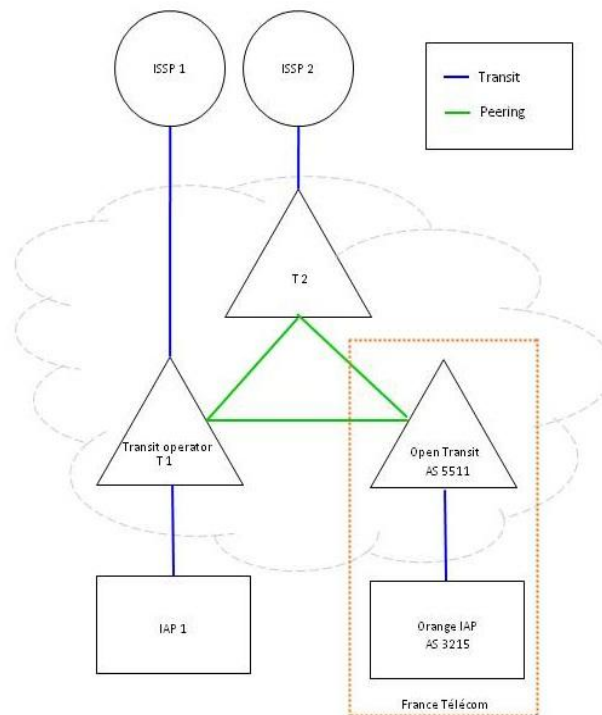 ISSP 1
ISSP 2
Transit
Peering
T 2
Transit operator
T 1
Open Transit
AS 5511
IAP 1
Orange IAP
AS 3215
France Télécom